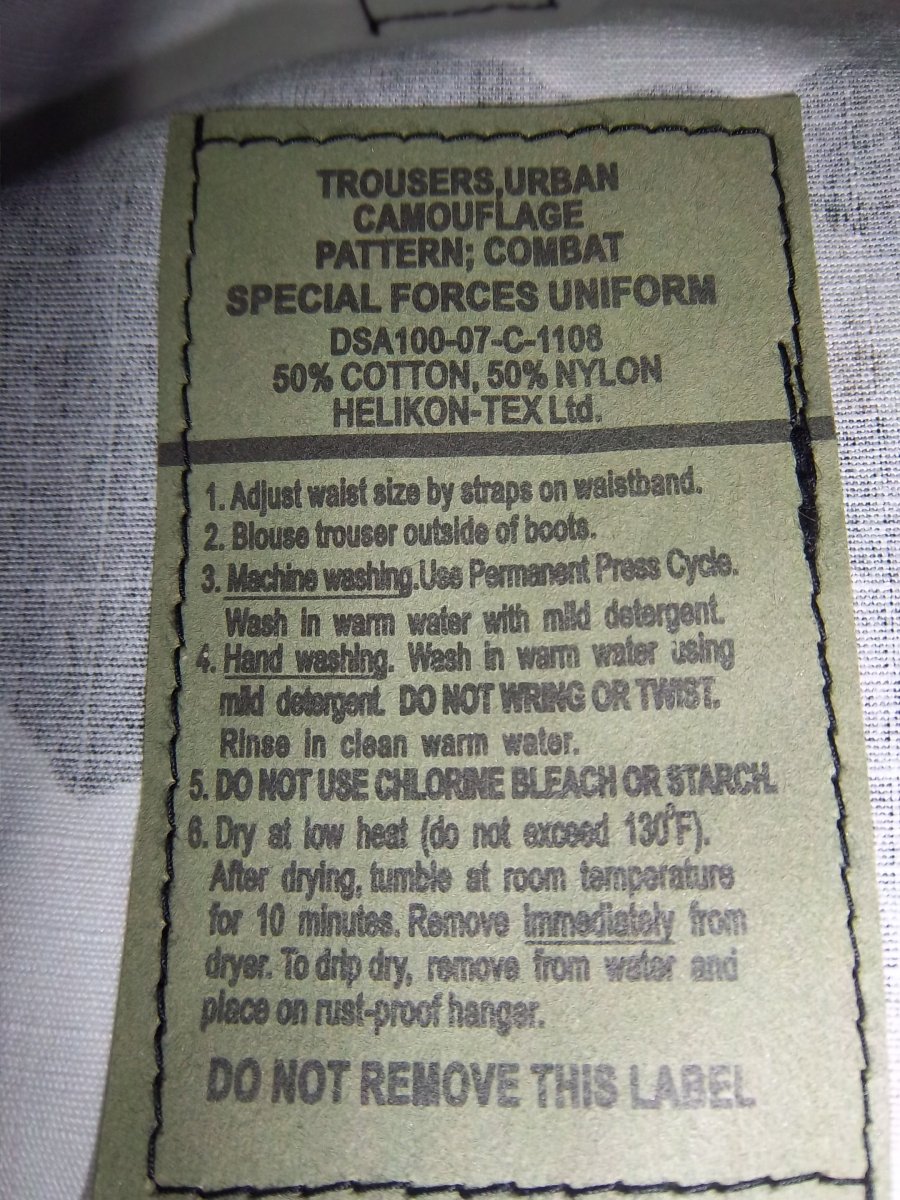 TROUSERS,URBAN
CAMOUFLAGE
PATTERN; COMBAT
SPECIAL FORCES UNIFORM
DSA100-07-C-1108
50% COTTON, 50% NYLON
HELIKON-TEX Ltd.
1. Adjust waist size by straps on waistband.
2. Blouse trouser outside of boots.
3. Machine washing.Use Permanent Press Cycle.
Wash in warm water with mild detergent.
4. Hand washing. Wash in warm water using
mild detergent. DO NOT WRING OR TWIST.
Rinse in clean warm water.
5. DO NOT USE CHLORINE BLEACH OR STARCH.
6. Dry at low heat (do not exceed 130°F).
After drying, tumble at room temperature
for 10 minutes. Remove immediately from
dryer. To drip dry, remove from water and
place on rust-proof hanger.
DO NOT REMOVE THIS LABEL